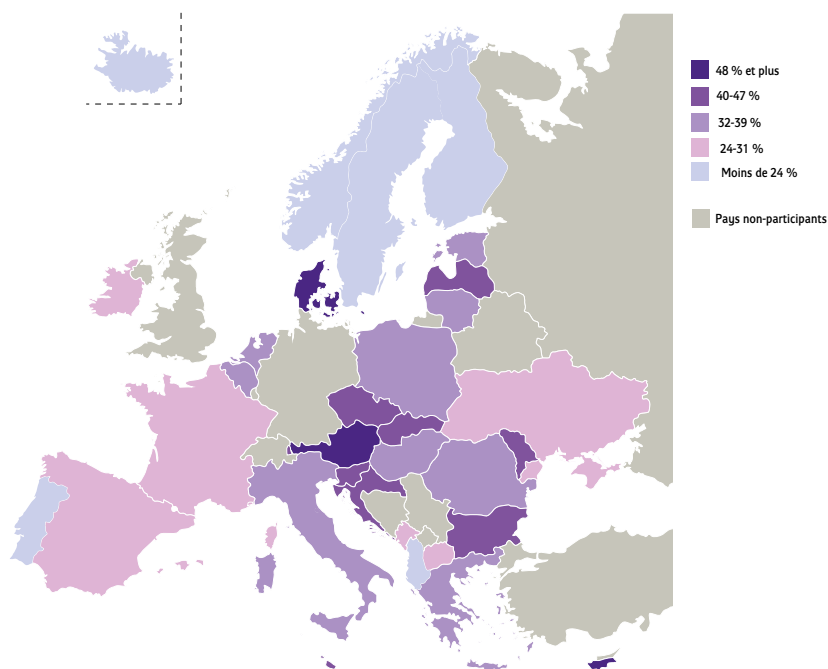 48 % et plus
40-47 %
32-39 %
24-31 %
Moins de 24 %
Pays non-participants